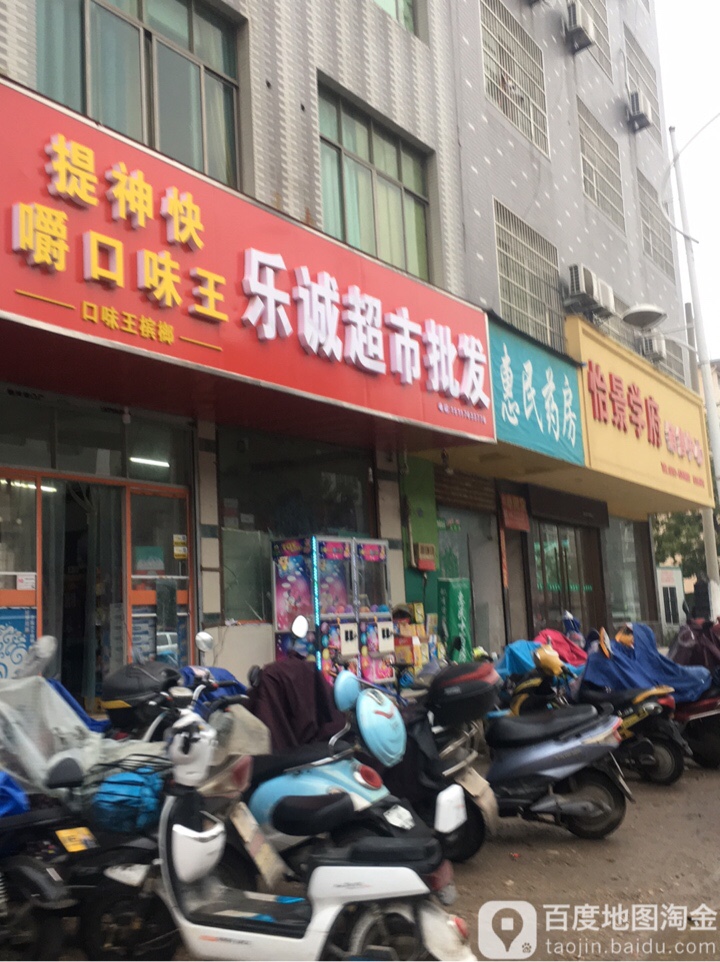 提神快
嚼口味王
口味王槟榔
乐诚超市批发
惠民药房
怡景学府
百度地图淘金
taojin.baidu.com